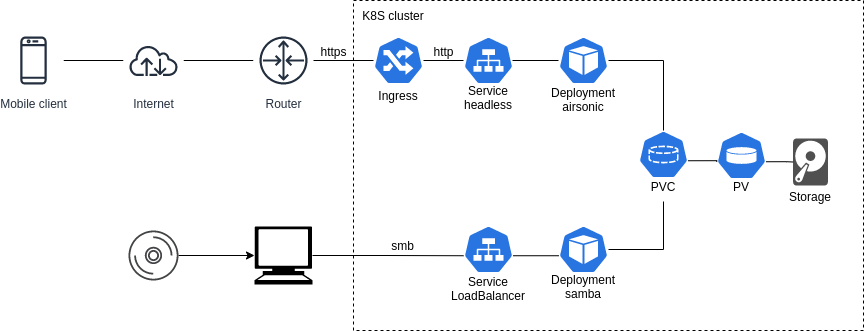 K8S cluster
https
http
Mobile client
Internet
Router
Ingress
Service
headless
Deployment
airsonic
PVC
PV
Storage
smb
Service
LoadBalancer
Deployment
samba